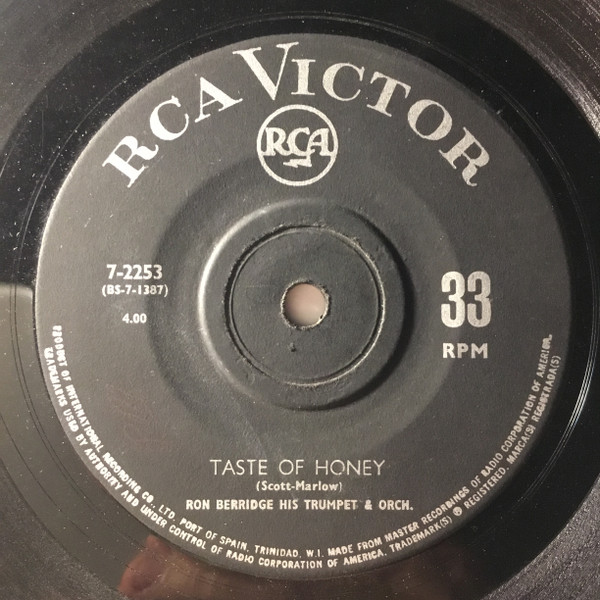 RCA VICTOR
RCA
7-2253
(BS-7-1387)
4.00
33
RPM
TASTE OF HONEY
(Scott-Marlow)
RON BERRIDGE HIS TRUMPET & ORCH.
PRODUCT OF INTERNATIONAL RECORDING CO., LTD. PORT OF SPAIN, TRINIDAD, W.I. MADE FROM MASTER RECORDINGS OF RADIO CORPORATION OF AMERICA.
TRADEMARKS USED BY AUTHORITY AND UNDER CONTROL OF RADIO CORPORATION OF AMERICA. TRADEMARK(S) ® REGISTERED. MARCA(S) REGISTRADA(S)